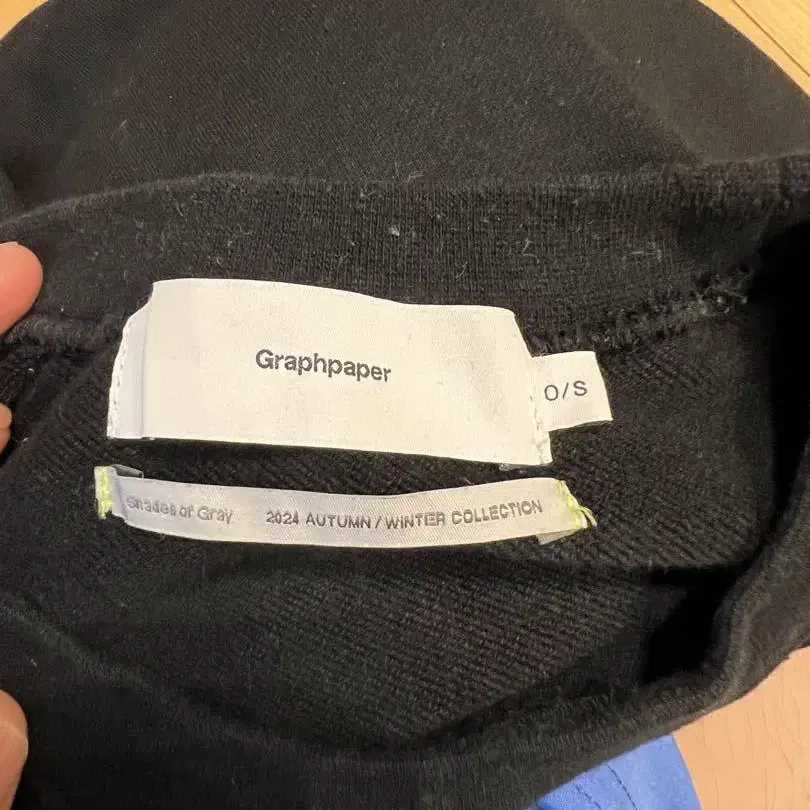 Graphpaper
O/S
Shades of Gray 2024 AUTUMN / WINTER COLLECTION